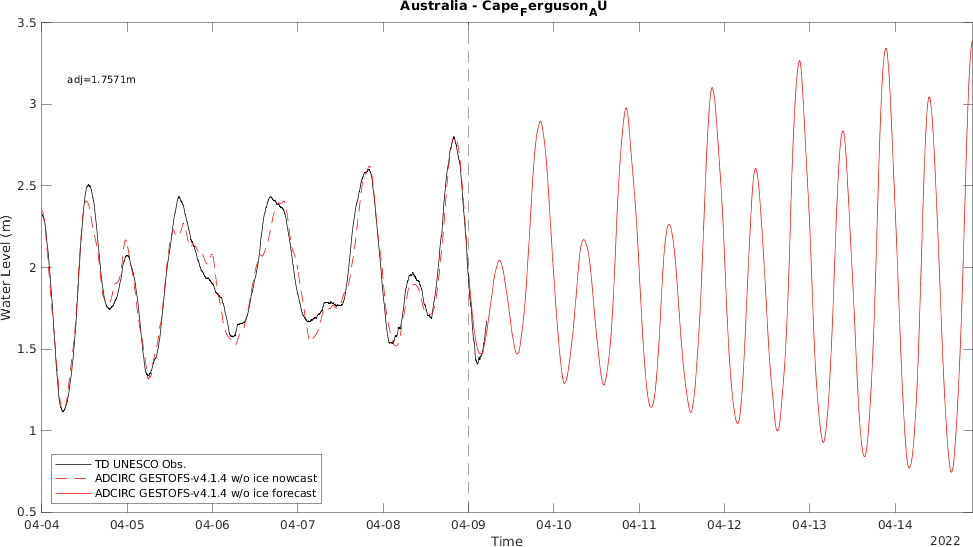 Australia - CapeFergusonAU
adj=1.7571m
Water Level (m)
3.5
3
2.5
2
1.5
1
0.5
TD UNESCO Obs.
ADCIRC GESTOFS-v4.1.4 w/o ice nowcast
ADCIRC GESTOFS-v4.1.4 w/o ice forecast
04-04 04-05 04-06 04-07 04-08 04-09 04-10 04-11 04-12 04-13 04-14
Time
2022